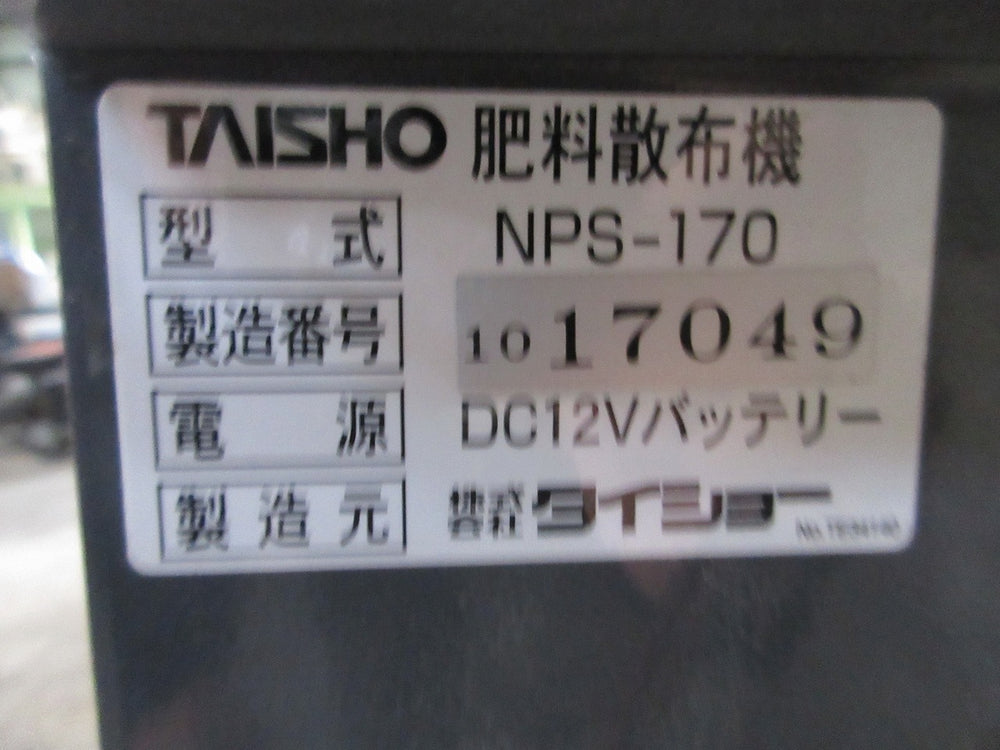 TAISHO 肥料散布機
型式 NPS-170
製造番号 1017049
電源 DC12Vバッテリー
製造元 株式会社タイショー